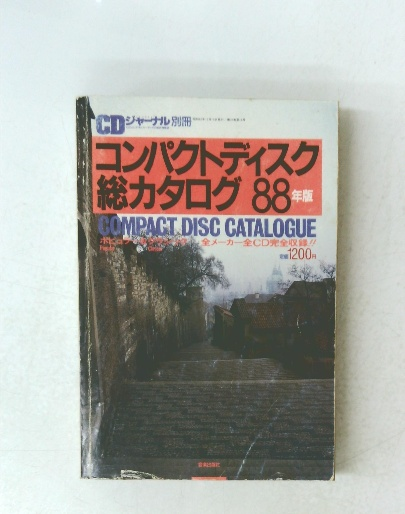 CDジャーナル別冊
コンパクトディスク
総カタログ 88年版
COMPACT DISC CATALOGUE
全メーカー全CD完全収録!!
定価1200円